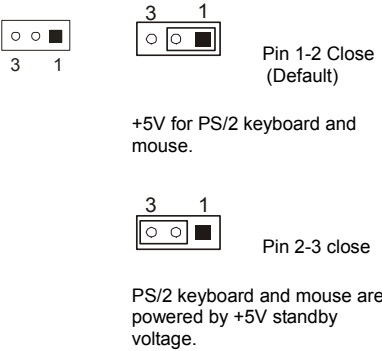 3 1
3 1
Pin 1-2 Close
(Default)
+5V for PS/2 keyboard and
mouse.
3 1
Pin 2-3 close
PS/2 keyboard and mouse are
powered by +5V standby
voltage.